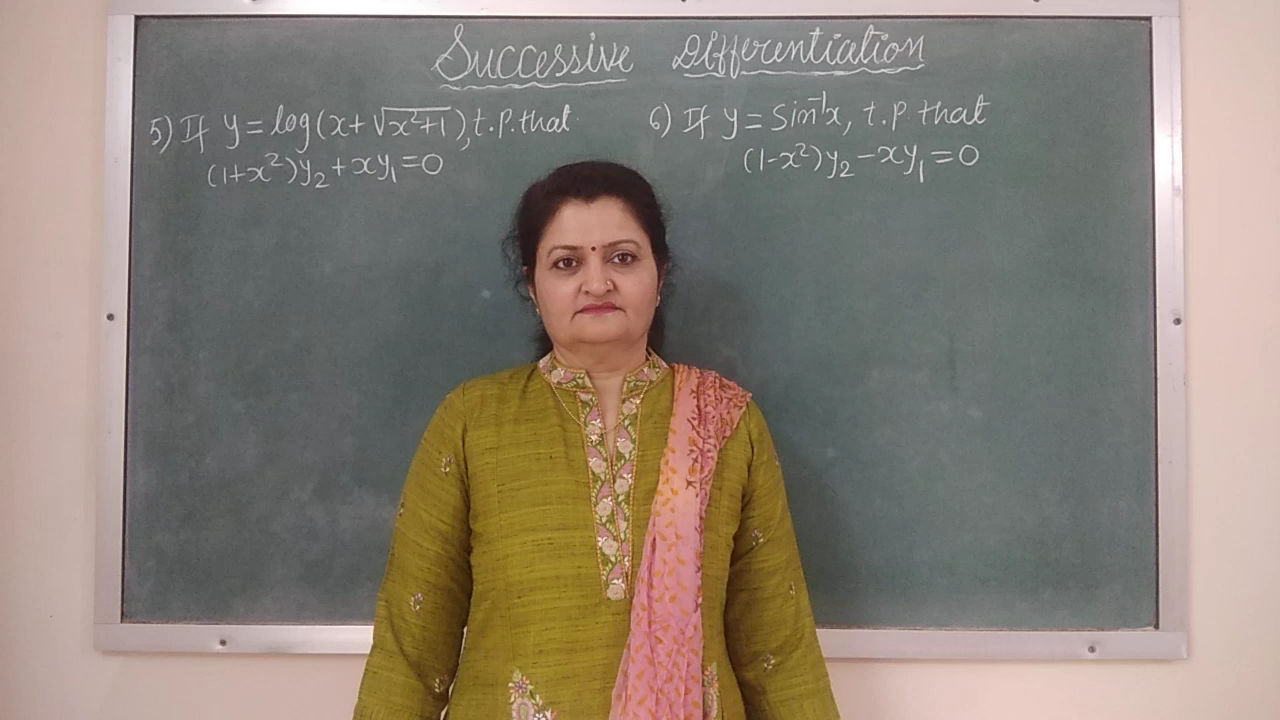 Successive Differentiation
5) If y = log(x + √x²+1), t.p. that
(1+x²)y₂ + xy₁ = 0
6) If y = Sin⁻¹x, t.p. that
(1-x²)y₂ - xy₁ = 0